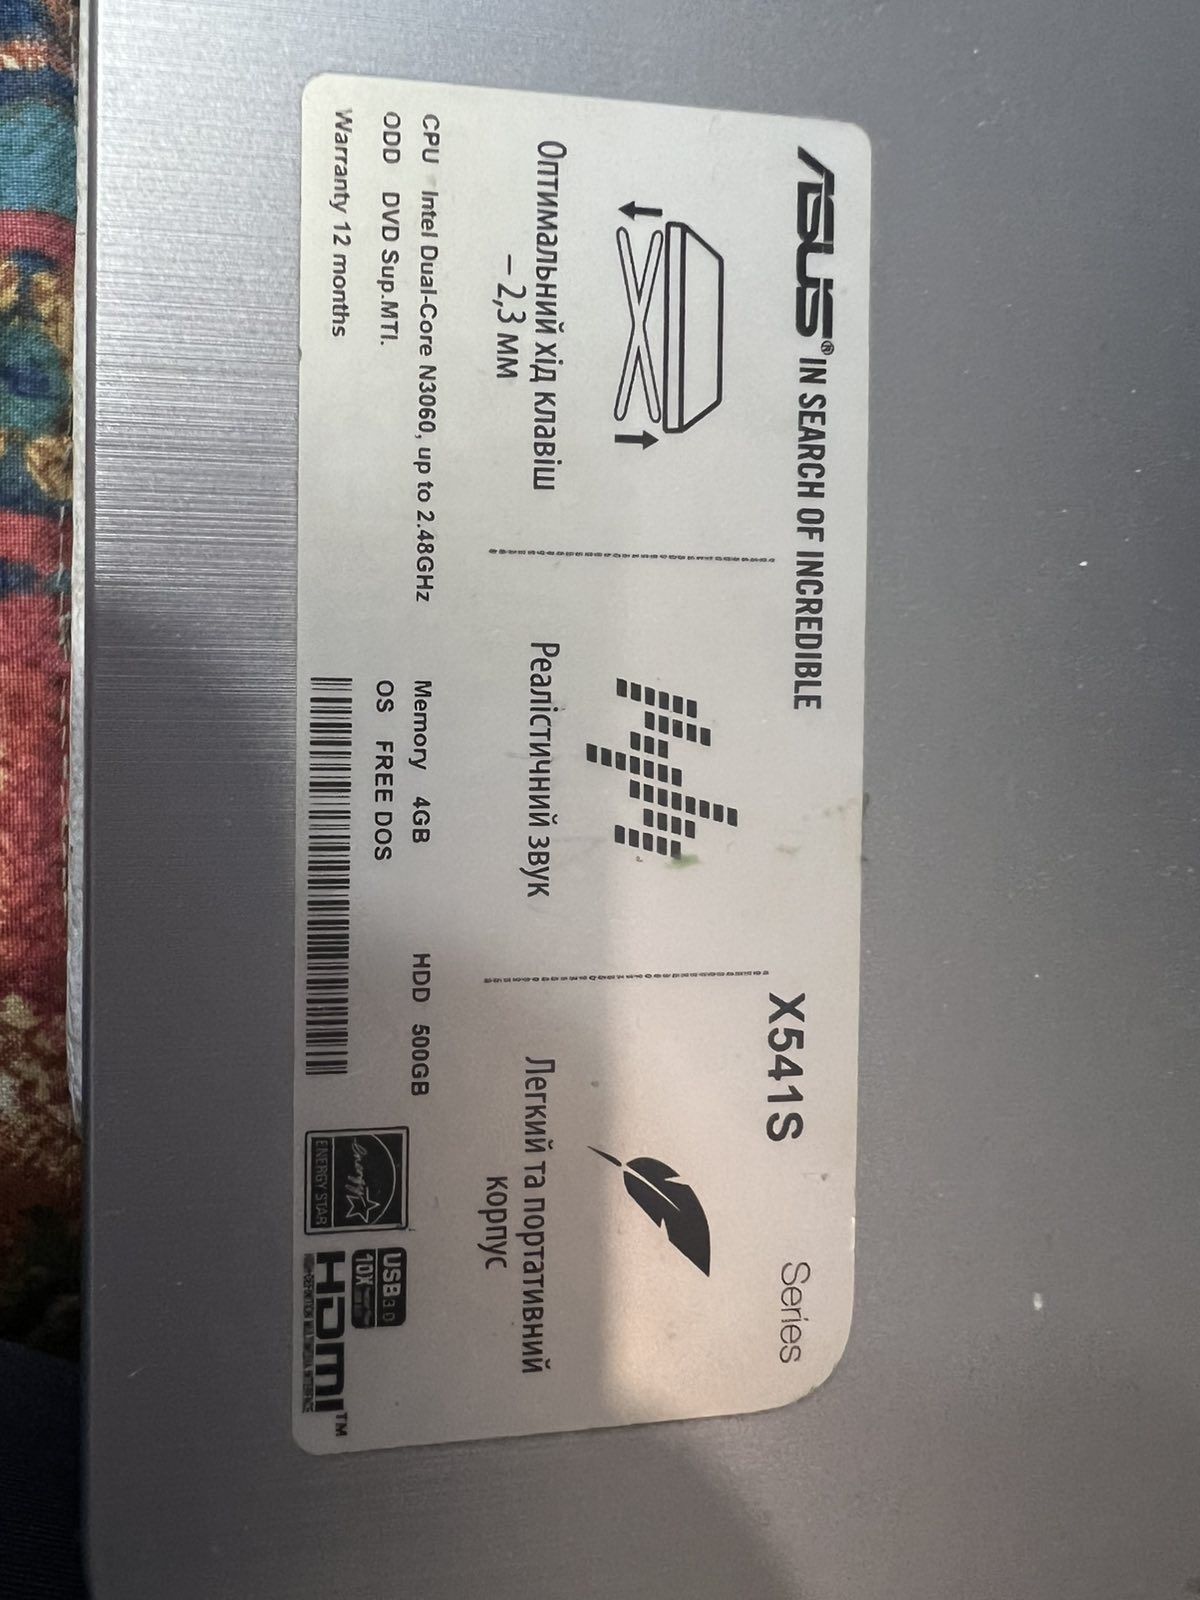 ASUS® IN SEARCH OF INCREDIBLE
X541S Series
Оптимальний хід клавіш
– 2,3 мм
Реалістичний звук
Легкий та портативний
корпус
CPU Intel Dual-Core N3060, up to 2.48GHz
Memory 4GB
HDD 500GB
ODD DVD Sup.MTI.
OS FREE DOS
Warranty 12 months
energy
ENERGY STAR
USB 3.0
10X
HDMI™